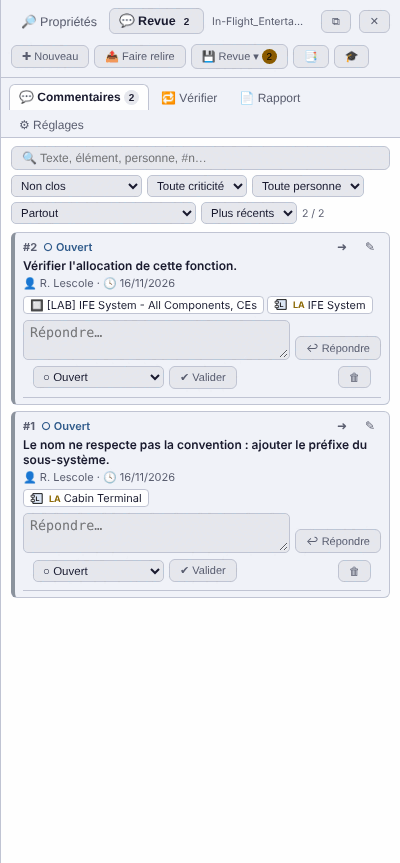 Propriétés Revue 2 In-Flight_Enterta…
Nouveau Faire relire Revue ▾ 2
Commentaires 2 Vérifier Rapport
Réglages
Texte, élément, personne, #n…
Non clos Toute criticité Toute personne
Partout Plus récents 2 / 2
#2 ○ Ouvert
Vérifier l'allocation de cette fonction.
R. Lescole · 16/11/2026
[LAB] IFE System - All Components, CEs LA IFE System
Répondre…
↩ Répondre
○ Ouvert ✔ Valider
#1 ○ Ouvert
Le nom ne respecte pas la convention : ajouter le préfixe du
sous-système.
R. Lescole · 16/11/2026
LA Cabin Terminal
Répondre…
↩ Répondre
○ Ouvert ✔ Valider